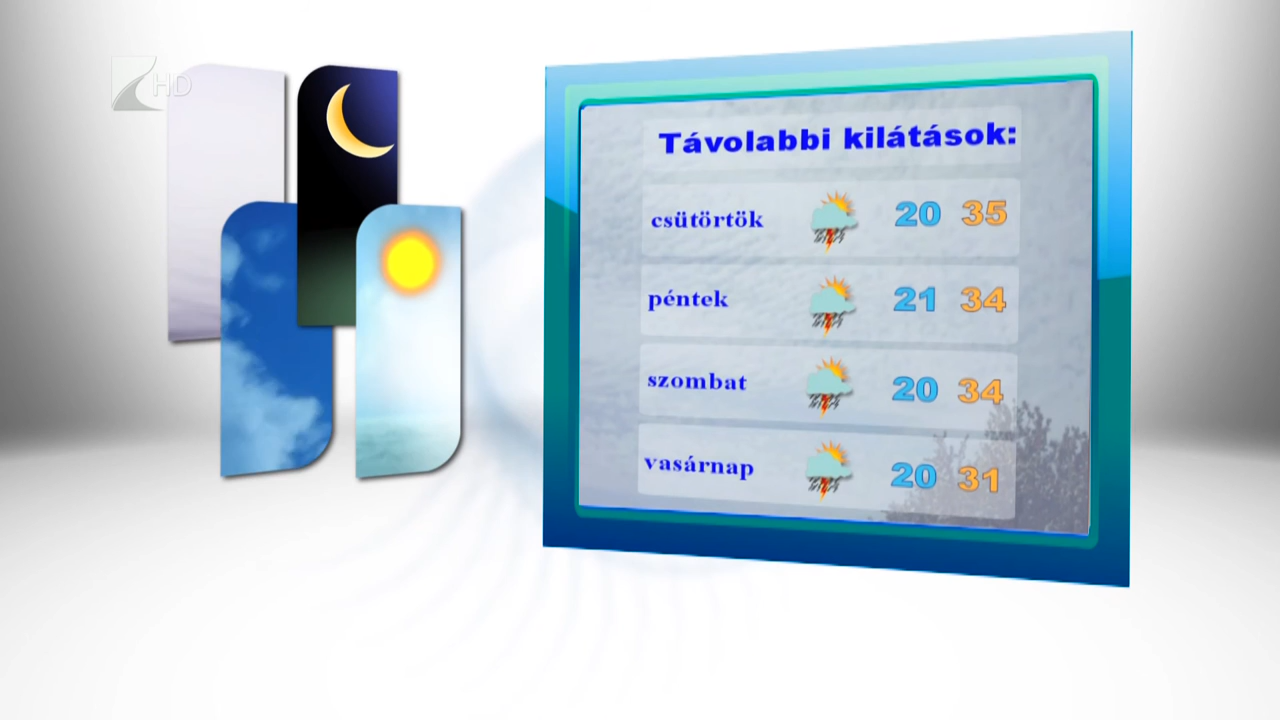 HD
Távolabbi kilátások:
csütörtök 20 35
péntek 21 34
szombat 20 34
vasárnap 20 31